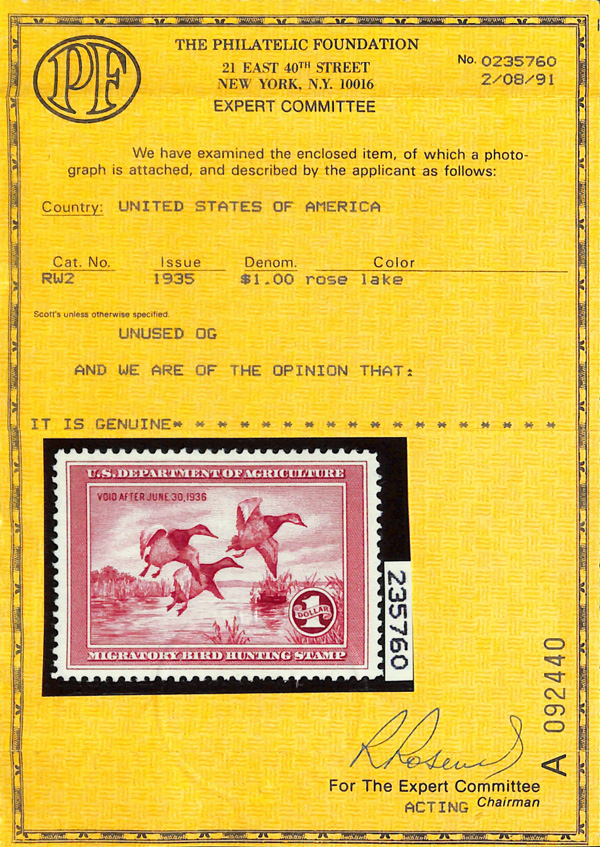 PF
THE PHILATELIC FOUNDATION
21 EAST 40TH STREET
NEW YORK, N.Y. 10016
EXPERT COMMITTEE
No. 0235760
2/08/91
We have examined the enclosed item, of which a photo-
graph is attached, and described by the applicant as follows:
Country: UNITED STATES OF AMERICA
Cat. No. Issue Denom. Color
RW2 1935 $1.00 rose lake
Scott's unless otherwise specified.
UNUSED OG
AND WE ARE OF THE OPINION THAT:
IT IS GENUINE* * * * * * * * * * * * * * * * * *
U.S. DEPARTMENT OF AGRICULTURE
VOID AFTER JUNE 30, 1936
1
DOLLAR
MIGRATORY BIRD HUNTING STAMP
235760
A 092440
For The Expert Committee
ACTING Chairman